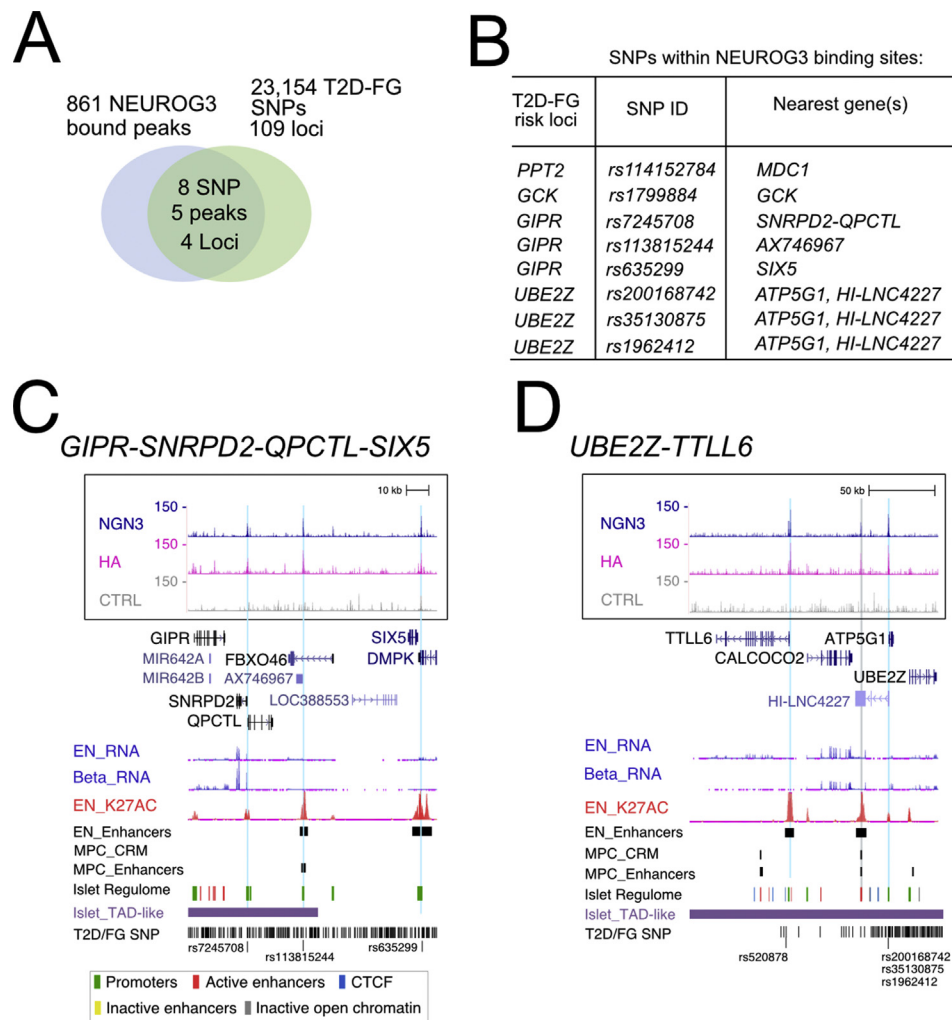 A
861 NEUROG3
bound peaks
23,154 T2D-FG
SNPs
109 loci
8 SNP
5 peaks
4 Loci
B
SNPs within NEUROG3 binding sites:
T2D-FG
risk loci
SNP ID
Nearest gene(s)
PPT2 rs114152784 MDC1
GCK rs1799884 GCK
GIPR rs7245708 SNRPD2-QPCTL
GIPR rs113815244 AX746967
GIPR rs635299 SIX5
UBE2Z rs200168742 ATP5G1, HI-LNC4227
UBE2Z rs35130875 ATP5G1, HI-LNC4227
UBE2Z rs1962412 ATP5G1, HI-LNC4227
C
GIPR-SNRPD2-QPCTL-SIX5
10 kb
150 -
NGN3
150 -
HA
150 -
CTRL
GIPR
SIX5
MIR642A
FBXO46
DMPK
MIR642B
AX746967
SNRPD2
LOC388553
QPCTL
EN_RNA
Beta_RNA
EN_K27AC
EN_Enhancers
MPC_CRM
MPC_Enhancers
Islet Regulome
Islet_TAD-like
T2D/FG SNP
rs7245708
rs113815244
rs635299
Promoters
Active enhancers
CTCF
Inactive enhancers
Inactive open chromatin
D
UBE2Z-TTLL6
50 kb
150 -
NGN3
150 -
HA
150 -
CTRL
TTLL6
ATP5G1
CALCOCO2
UBE2Z
HI-LNC4227
EN_RNA
Beta_RNA
EN_K27AC
EN_Enhancers
MPC_CRM
MPC_Enhancers
Islet Regulome
Islet_TAD-like
T2D/FG SNP
rs520878
rs200168742
rs35130875
rs1962412